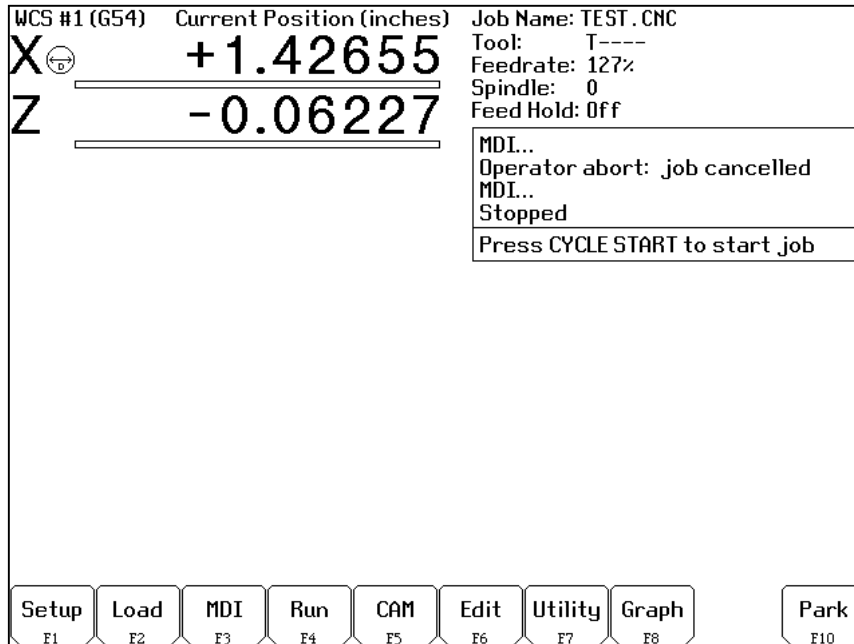 WCS #1 (G54) Current Position (inches)
X D +1.42655
Z -0.06227
Job Name: TEST.CNC
Tool: T----
Feedrate: 127%
Spindle: 0
Feed Hold: Off
MDI...
Operator abort: job cancelled
MDI...
Stopped
Press CYCLE START to start job
Setup Load MDI Run CAM Edit Utility Graph Park
F1 F2 F3 F4 F5 F6 F7 F8 F10